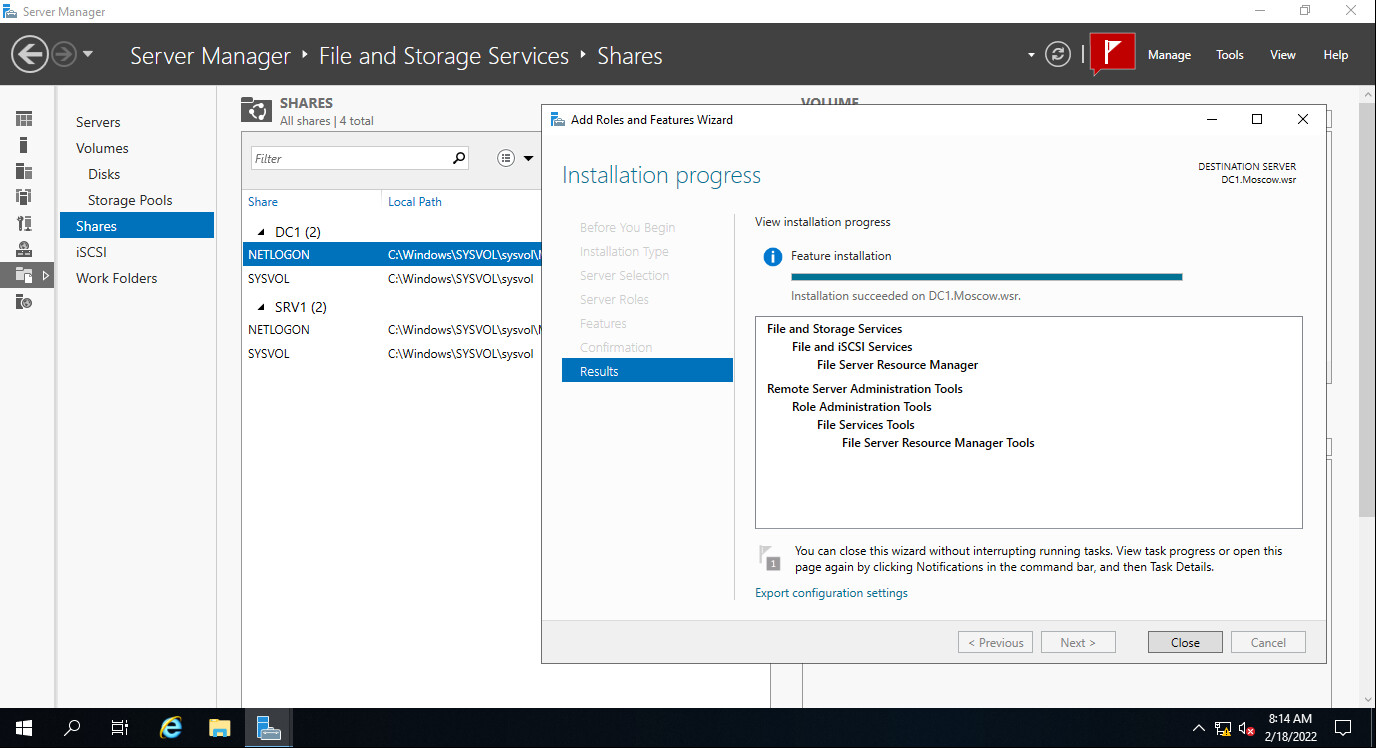 Server Manager
Server Manager ‣ File and Storage Services ‣ Shares
Manage
Tools
View
Help
Servers
Volumes
Disks
Storage Pools
Shares
iSCSI
Work Folders
SHARES
All shares | 4 total
Filter
Share
Local Path
DC1 (2)
NETLOGON
C:\Windows\SYSVOL\sysvol\
SYSVOL
C:\Windows\SYSVOL\sysvol
SRV1 (2)
NETLOGON
C:\Windows\SYSVOL\sysvol\
SYSVOL
C:\Windows\SYSVOL\sysvol
VOLUME
Add Roles and Features Wizard
Installation progress
DESTINATION SERVER
DC1.Moscow.wsr
Before You Begin
Installation Type
Server Selection
Server Roles
Features
Confirmation
Results
View installation progress
Feature installation
Installation succeeded on DC1.Moscow.wsr.
File and Storage Services
File and iSCSI Services
File Server Resource Manager
Remote Server Administration Tools
Role Administration Tools
File Services Tools
File Server Resource Manager Tools
1
You can close this wizard without interrupting running tasks. View task progress or open this
page again by clicking Notifications in the command bar, and then Task Details.
Export configuration settings
< Previous
Next >
Close
Cancel
8:14 AM
2/18/2022